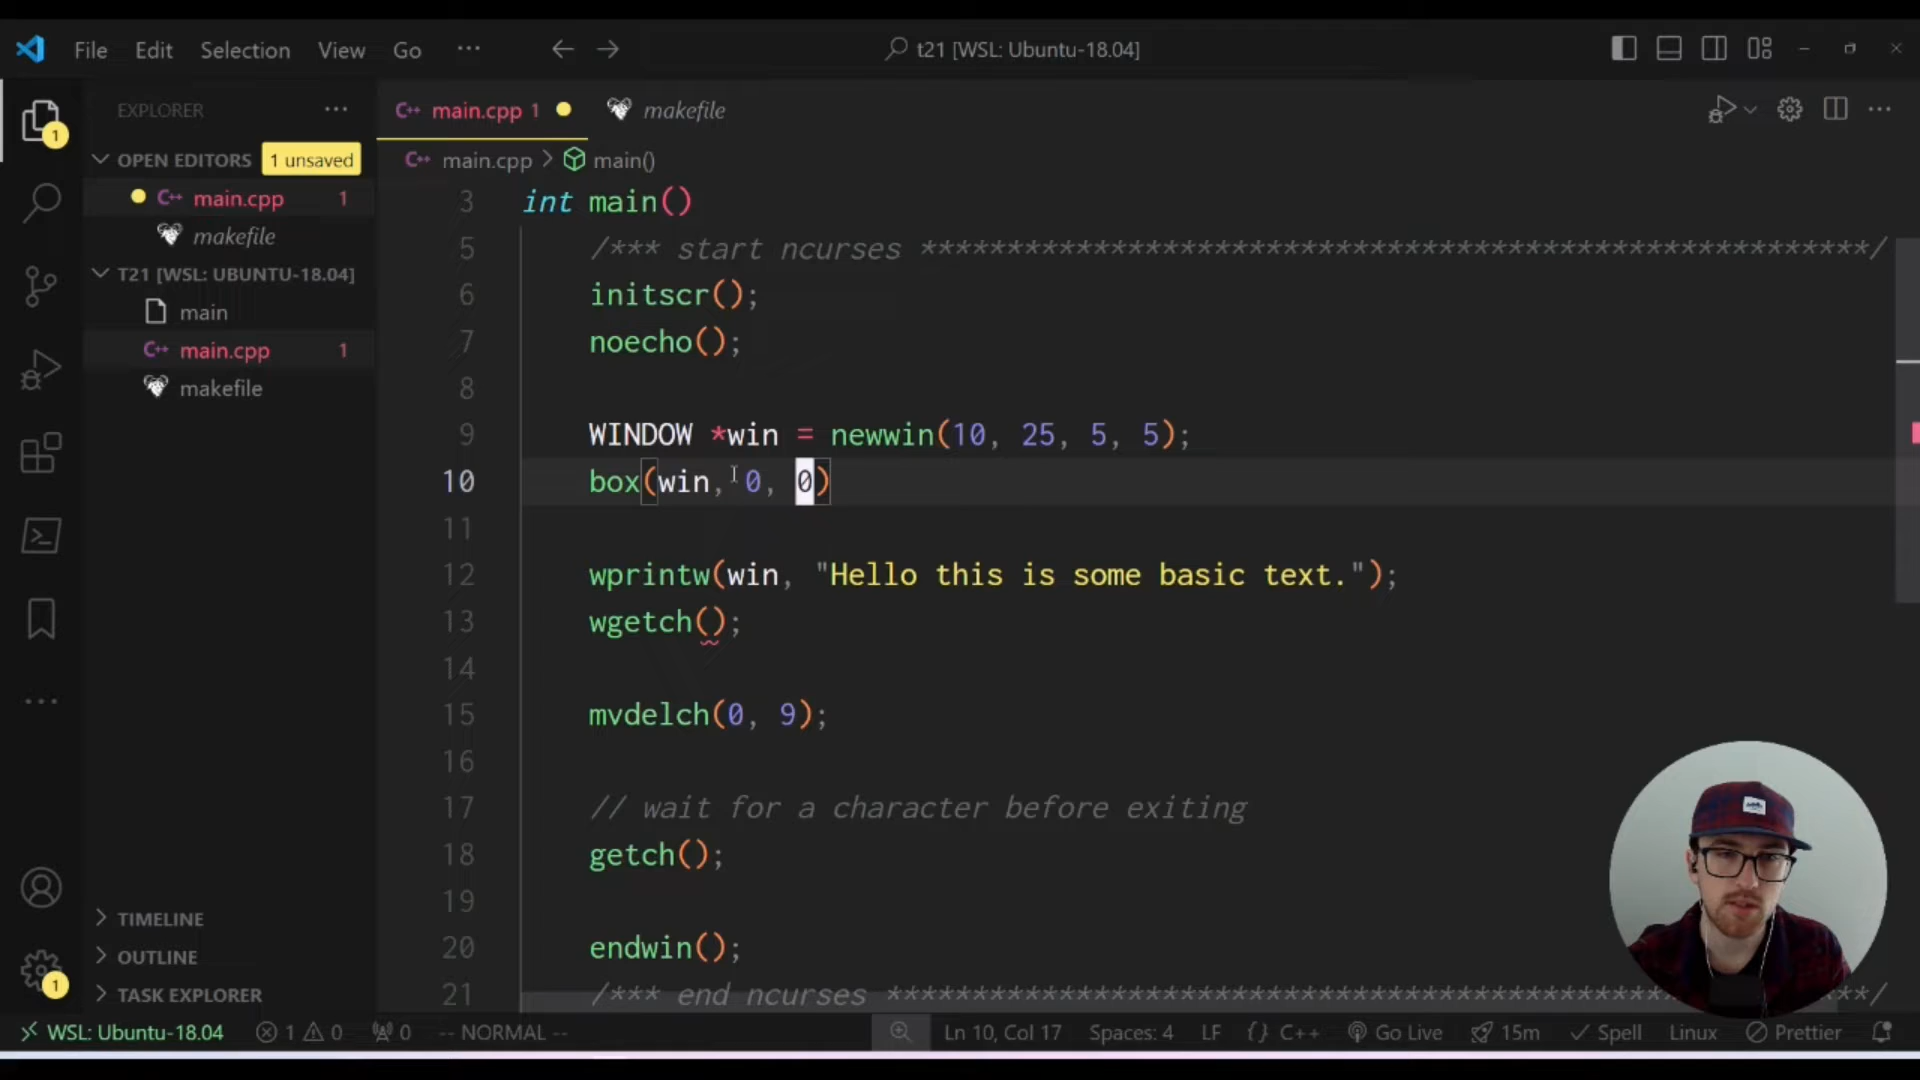 File Edit Selection View Go ··· t21 [WSL: Ubuntu-18.04]
EXPLORER ···
OPEN EDITORS 1 unsaved
C++ main.cpp 1
makefile
T21 [WSL: UBUNTU-18.04]
main
C++ main.cpp 1
makefile
TIMELINE
OUTLINE
TASK EXPLORER
C++ main.cpp 1 makefile
C++ main.cpp > main()
3 int main()
5 /*** start ncurses *******************************************************/
6 initscr();
7 noecho();
8
9 WINDOW *win = newwin(10, 25, 5, 5);
10 box(win, 0, 0)
11
12 wprintw(win, "Hello this is some basic text.");
13 wgetch();
14
15 mvdelch(0, 9);
16
17 // wait for a character before exiting
18 getch();
19
20 endwin();
21 /*** end ncurses *********************************************************/
1
1
WSL: Ubuntu-18.04 1 0 0 -- NORMAL -- Ln 10, Col 17 Spaces: 4 LF {} C++ Go Live 15m Spell Linux Prettier